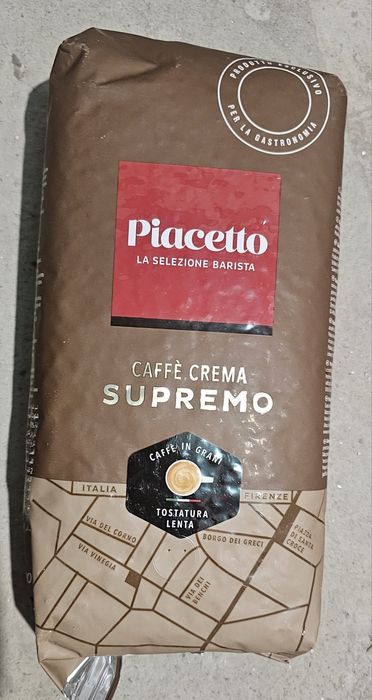 PRODOTTO ESCLUSIVO
PER LA GASTRONOMIA
Piacetto
LA SELEZIONE BARISTA
CAFFÈ CREMA
SUPREMO
CAFFÈ IN GRANI
TOSTATURA
LENTA
ITALIA
FIRENZE
VIA DEL CORNO
VIA VINEGIA
BORGO DEI GRECI
PIAZZA
DI SANTA
CROCE
VIA DEI
BENCHI